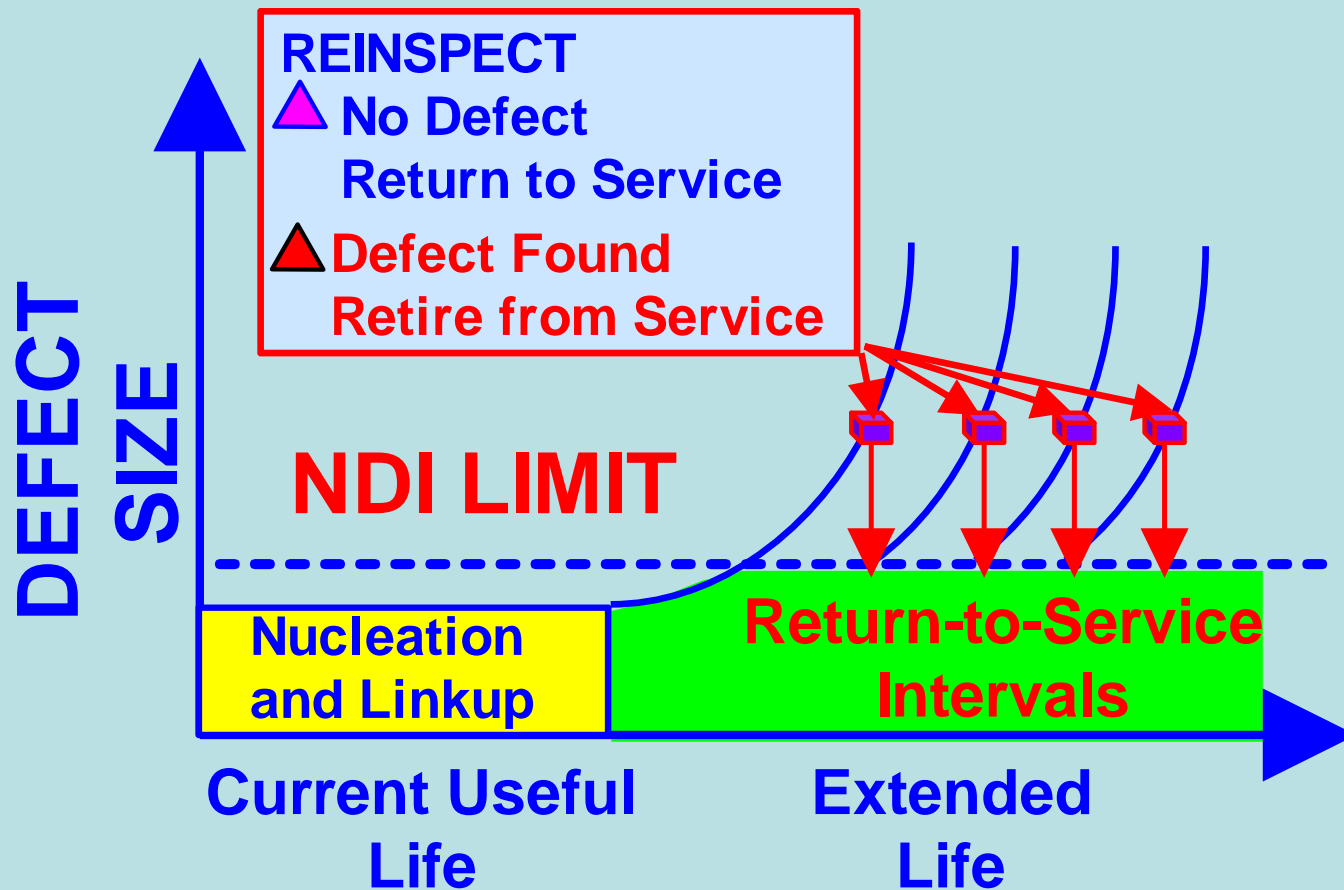 REINSPECT
No Defect
Return to Service
Defect Found
Retire from Service
DEFECT
SIZE
NDI LIMIT
Nucleation
and Linkup
Return-to-Service
Intervals
Current Useful
Life
Extended
Life